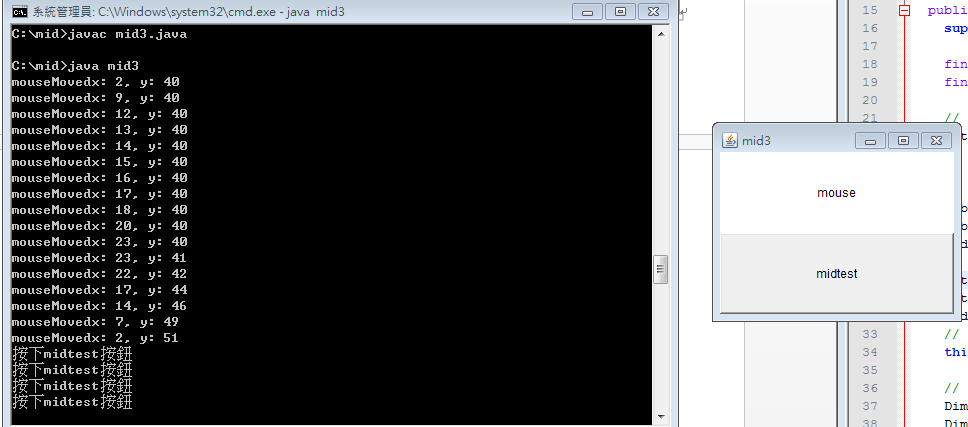 系統管理員: C:\Windows\system32\cmd.exe - java mid3
C:\mid>javac mid3.java
C:\mid>java mid3
mouseMovedx: 2, y: 40
mouseMovedx: 9, y: 40
mouseMovedx: 12, y: 40
mouseMovedx: 13, y: 40
mouseMovedx: 14, y: 40
mouseMovedx: 15, y: 40
mouseMovedx: 16, y: 40
mouseMovedx: 17, y: 40
mouseMovedx: 18, y: 40
mouseMovedx: 20, y: 40
mouseMovedx: 23, y: 40
mouseMovedx: 23, y: 41
mouseMovedx: 22, y: 42
mouseMovedx: 17, y: 44
mouseMovedx: 14, y: 46
mouseMovedx: 7, y: 49
mouseMovedx: 2, y: 51
按下midtest按鈕
按下midtest按鈕
按下midtest按鈕
按下midtest按鈕
mid3
mouse
midtest
15 publi
16 sup
17
18 fin
19 fin
20
21 //
33 //
34 thi
35
36 //
37 Dim
38 Dim